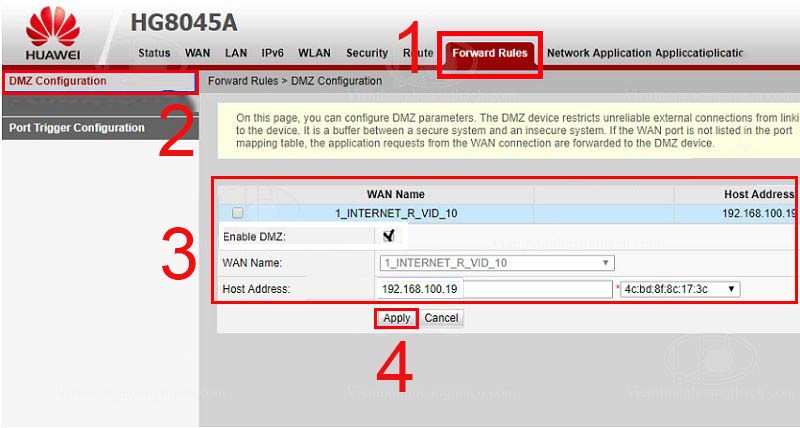 HG8045A
HUAWEI
Status WAN LAN IPv6 WLAN Security Route Forward Rules Network Application
1
DMZ Configuration
Forward Rules > DMZ Configuration
2
Port Trigger Configuration
On this page, you can configure DMZ parameters. The DMZ device restricts unreliable external connections from linki
to the device. It is a buffer between a secure system and an insecure system. If the WAN port is not listed in the port
mapping table, the application requests from the WAN connection are forwarded to the DMZ device.
3
WAN Name Host Address
1_INTERNET_R_VID_10 192.168.100.19
Enable DMZ:
WAN Name: 1_INTERNET_R_VID_10
Host Address: 192.168.100.19 * 4c:bd:8f:8c:17:3c
Apply Cancel
4